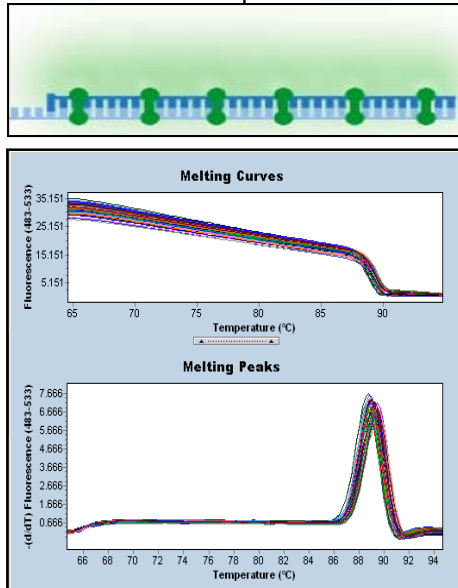 Melting Curves
Fluorescence (483-533)
35.151
25.151
15.151
5.151
65 70 75 80 85 90
Temperature (°C)
Melting Peaks
-(d/dT) Fluorescence (483-533)
7.666
6.666
5.666
4.666
3.666
2.666
1.666
0.666
66 68 70 72 74 76 78 80 82 84 86 88 90 92 94
Temperature (°C)